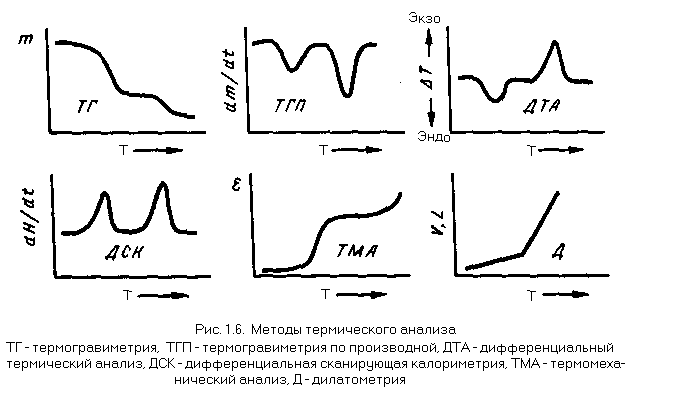 m
ТГ
T
dm/dt
ТГП
T
Экзо
ΔT
Эндо
ДТА
T
dH/dt
ДСК
T
ε
ТМА
T
V, L
Д
T
Рис. 1.6. Методы термического анализа
ТГ - термогравиметрия, ТГП - термогравиметрия по производной, ДТА - дифференциальный
термический анализ, ДСК - дифференциальная сканирующая калориметрия, ТМА - термомеха-
нический анализ, Д - дилатометрия